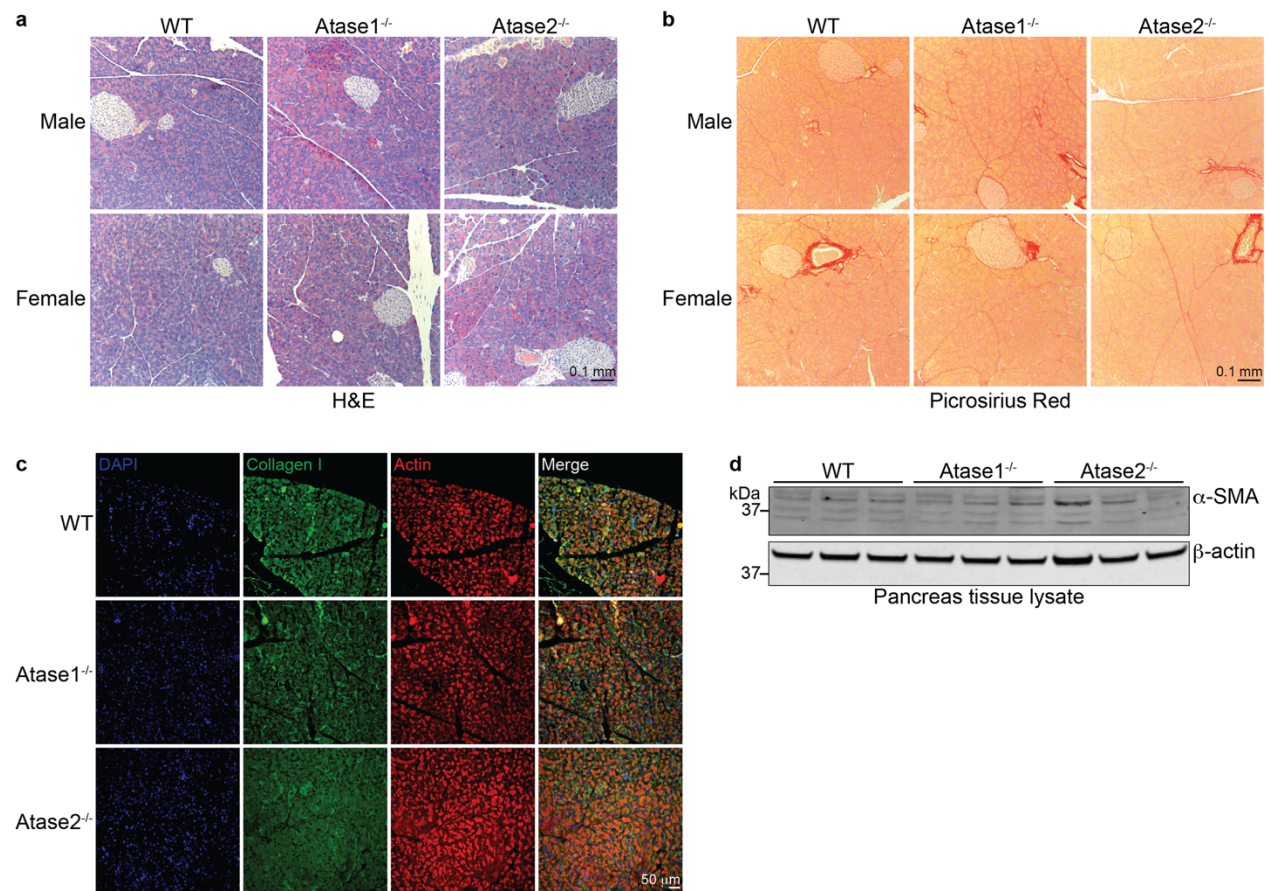 a
WT Atase1-/- Atase2-/-
Male
Female
0.1 mm
H&E
b
WT Atase1-/- Atase2-/-
Male
Female
0.1 mm
Picrosirius Red
c
DAPI Collagen I Actin Merge
WT
Atase1-/-
Atase2-/-
50 µm
d
WT Atase1-/- Atase2-/-
kDa
37
α-SMA
β-actin
37
Pancreas tissue lysate